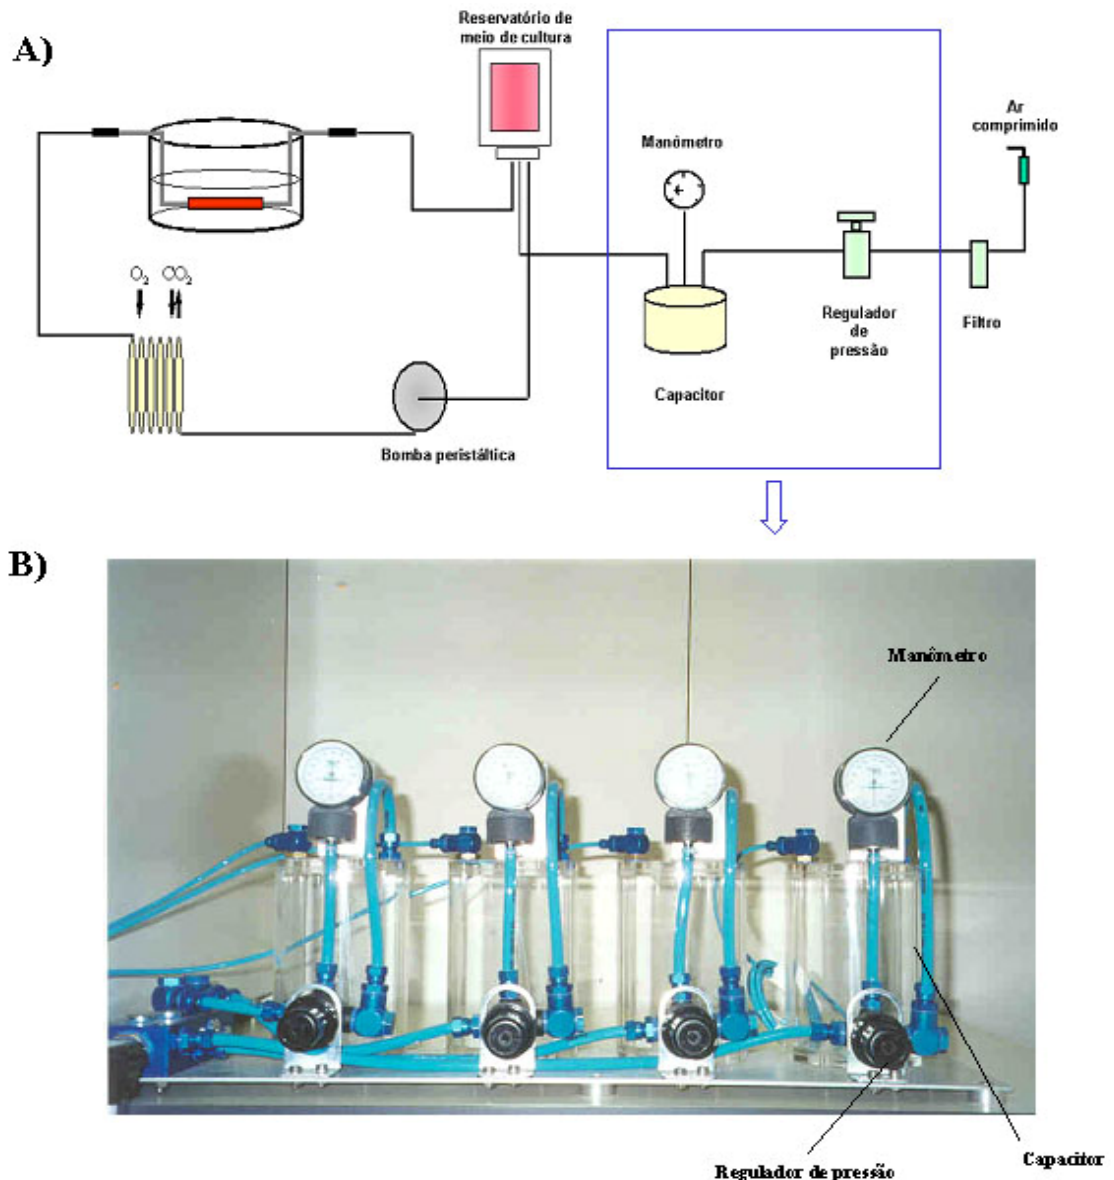 A)
Reservatório de
meio de cultura
Manómetro
Ar
comprimido
O2
CO2
Regulador
de
pressão
Filtro
Capacitor
Bomba peristáltica
B)
Manômetro
Regulador de pressão
Capacitor